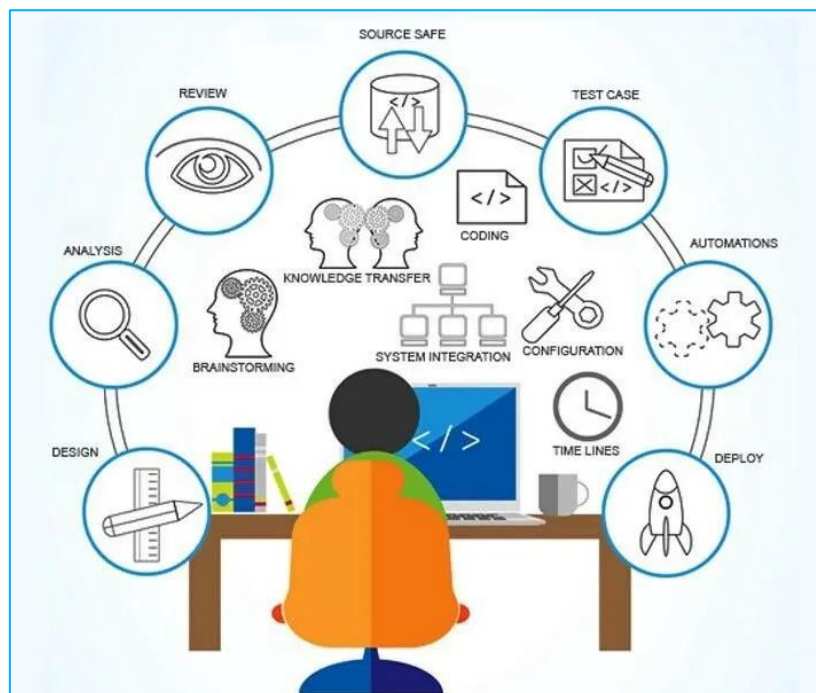 SOURCE SAFE
REVIEW
TEST CASE
</>
</>
</>
CODING
ANALYSIS
AUTOMATIONS
KNOWLEDGE TRANSFER
SYSTEM INTEGRATION
CONFIGURATION
BRAINSTORMING
DESIGN
</>
TIME LINES
DEPLOY